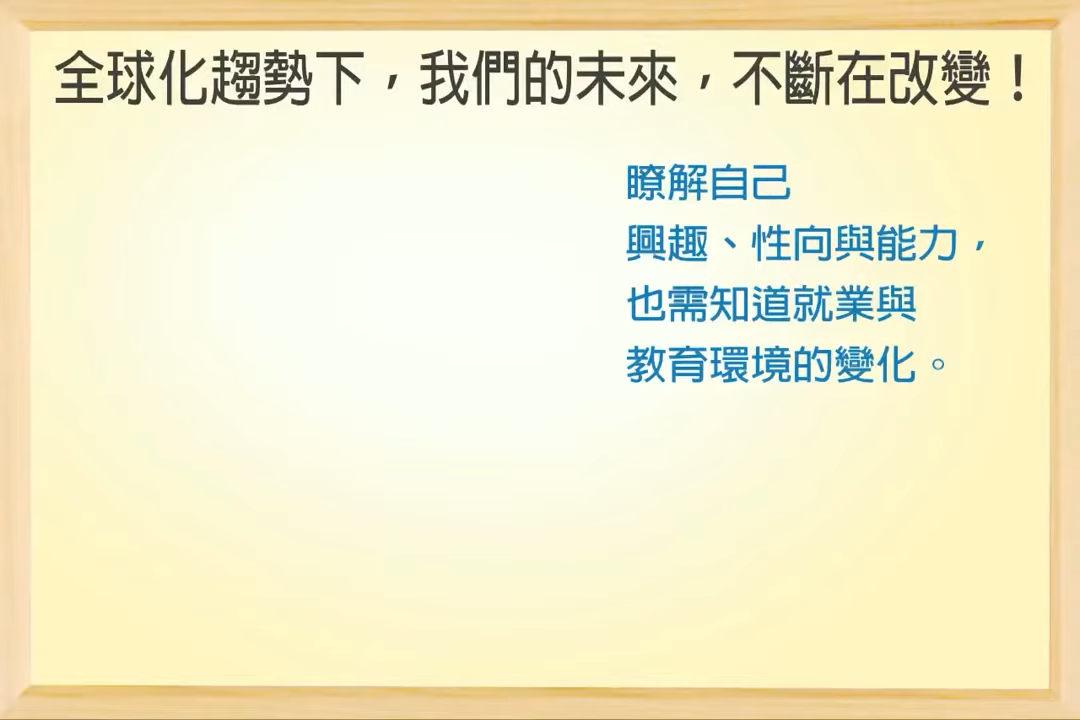 全球化趨勢下，我們的未來，不斷在改變！
瞭解自己
興趣、性向與能力，
也需知道就業與
教育環境的變化。